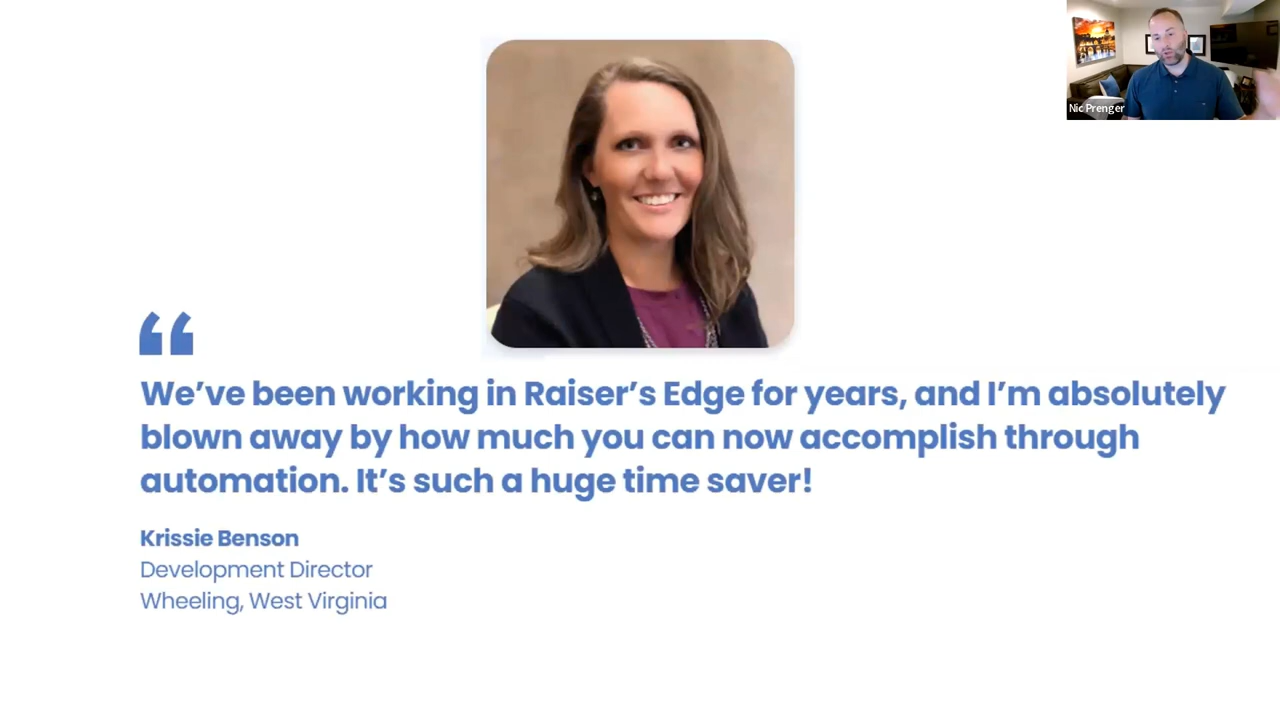 Nic Prenger
“
We’ve been working in Raiser’s Edge for years, and I’m absolutely
blown away by how much you can now accomplish through
automation. It’s such a huge time saver!
Krissie Benson
Development Director
Wheeling, West Virginia